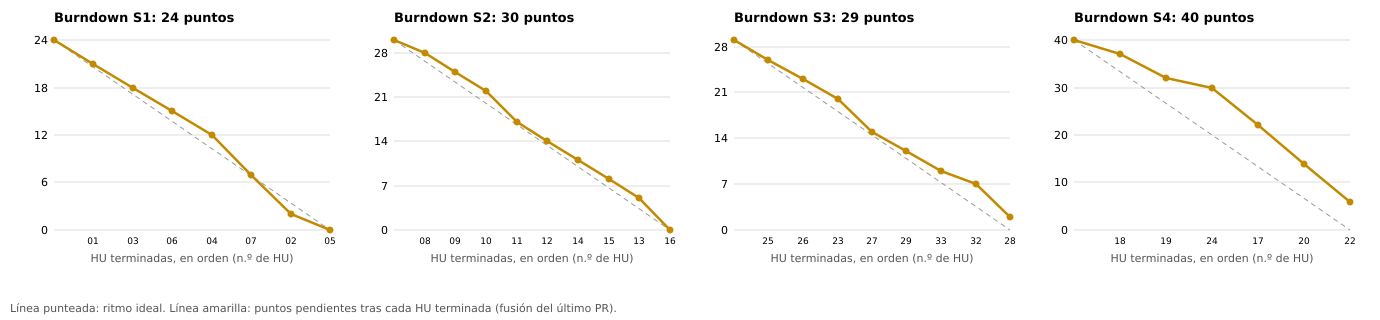 Burndown S1: 24 puntos
24
18
12
6
0
01 03 06 04 07 02 05
HU terminadas, en orden (n.º de HU)
Burndown S2: 30 puntos
28
21
14
7
0
08 09 10 11 12 14 15 13 16
HU terminadas, en orden (n.º de HU)
Burndown S3: 29 puntos
28
21
14
7
0
25 26 23 27 29 33 32 28
HU terminadas, en orden (n.º de HU)
Burndown S4: 40 puntos
40
30
20
10
0
18 19 24 17 20 22
HU terminadas, en orden (n.º de HU)
Línea punteada: ritmo ideal. Línea amarilla: puntos pendientes tras cada HU terminada (fusión del último PR).